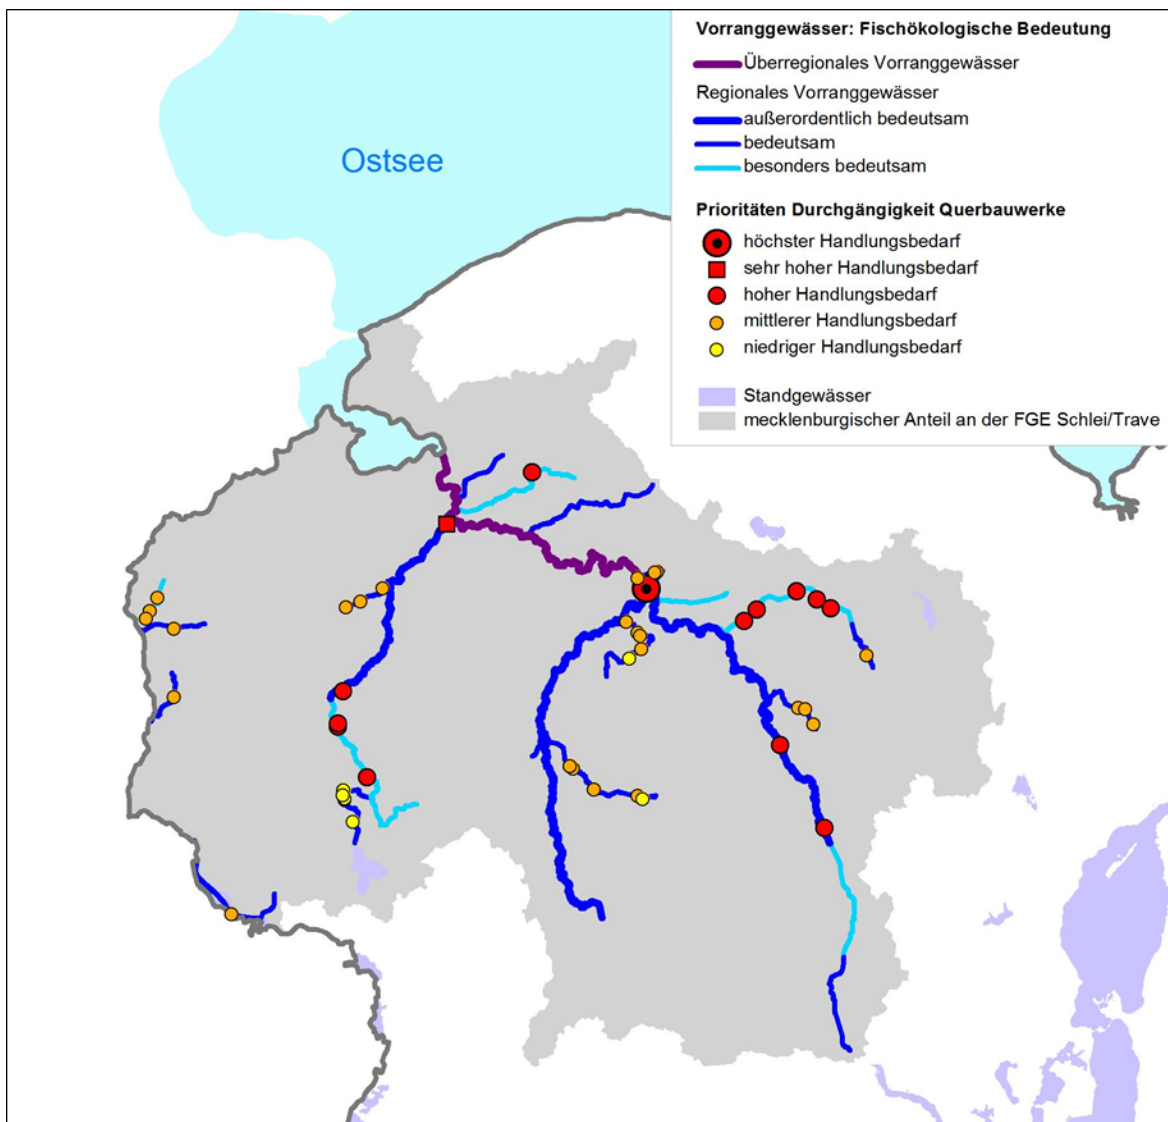 Vorranggewässer: Fischökologische Bedeutung
Überregionales Vorranggewässer
Regionales Vorranggewässer
außerordentlich bedeutsam
bedeutsam
besonders bedeutsam
Prioritäten Durchgängigkeit Querbauwerke
höchster Handlungsbedarf
sehr hoher Handlungsbedarf
hoher Handlungsbedarf
mittlerer Handlungsbedarf
niedriger Handlungsbedarf
Standgewässer
mecklenburgischer Anteil an der FGE Schlei/Trave
Ostsee